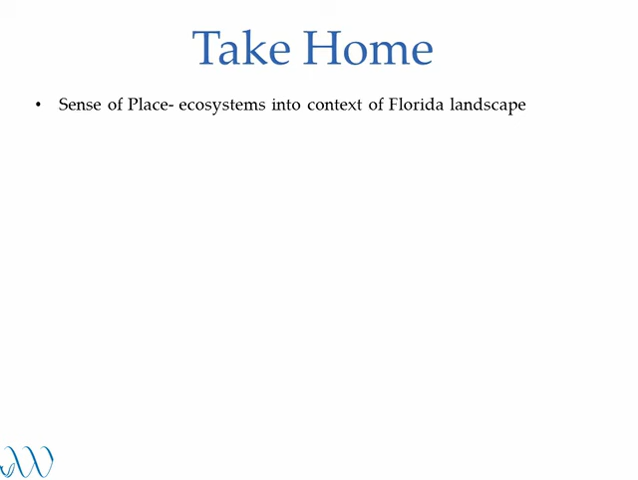 Take Home
• Sense of Place- ecosystems into context of Florida landscape